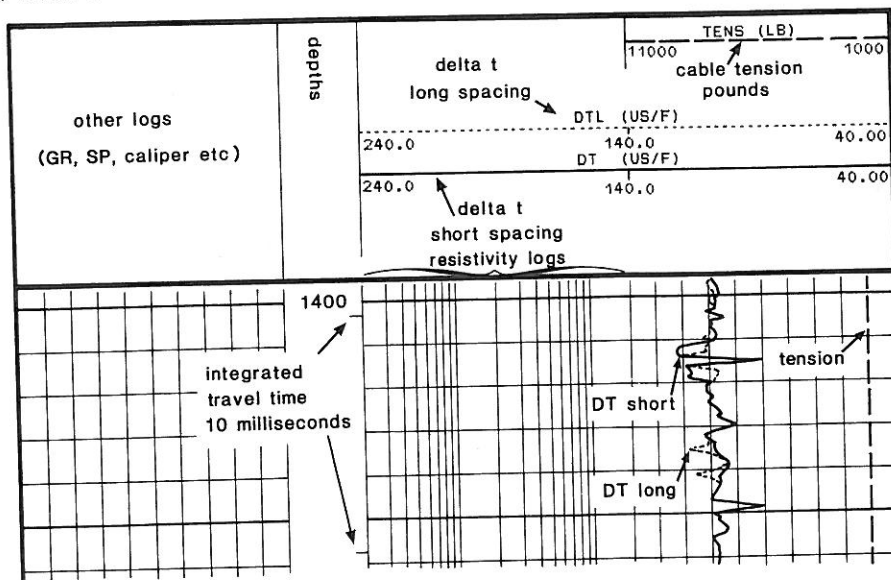 TENS (LB)
11000 1000
cable tension
pounds
depths
delta t
long spacing
other logs
(GR, SP, caliper etc)
DTL (US/F)
240.0 140.0 40.00
DT (US/F)
240.0 140.0 40.00
delta t
short spacing
resistivity logs
1400
integrated
travel time
10 milliseconds
tension
DT short
DT long